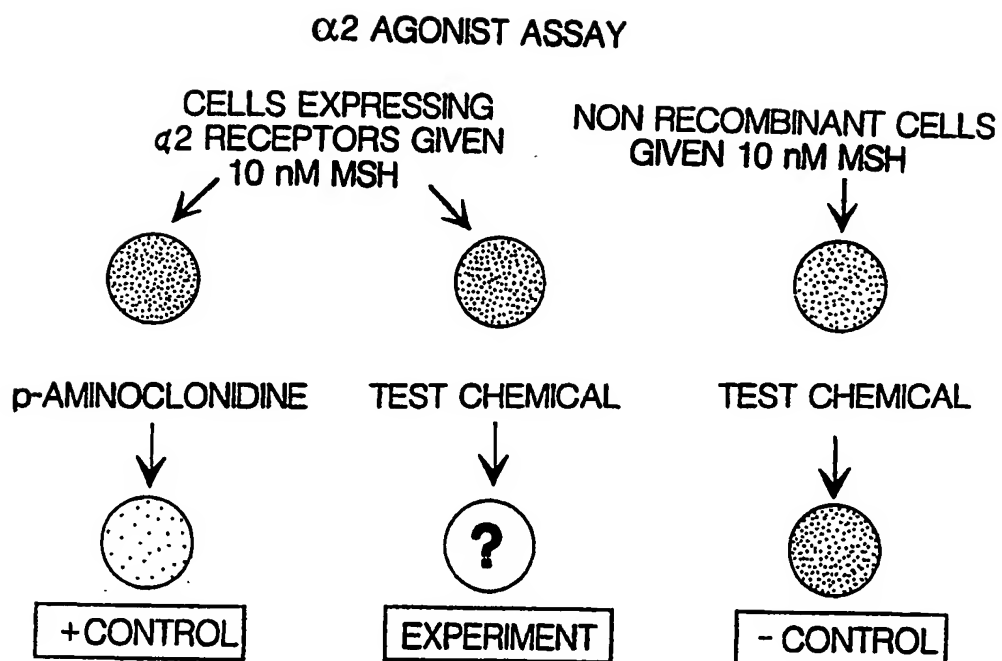 α2 AGONIST ASSAY
CELLS EXPRESSING
α2 RECEPTORS GIVEN
10 nM MSH
NON RECOMBINANT CELLS
GIVEN 10 nM MSH
p-AMINOCLONIDINE
TEST CHEMICAL
TEST CHEMICAL
?
+CONTROL
EXPERIMENT
- CONTROL